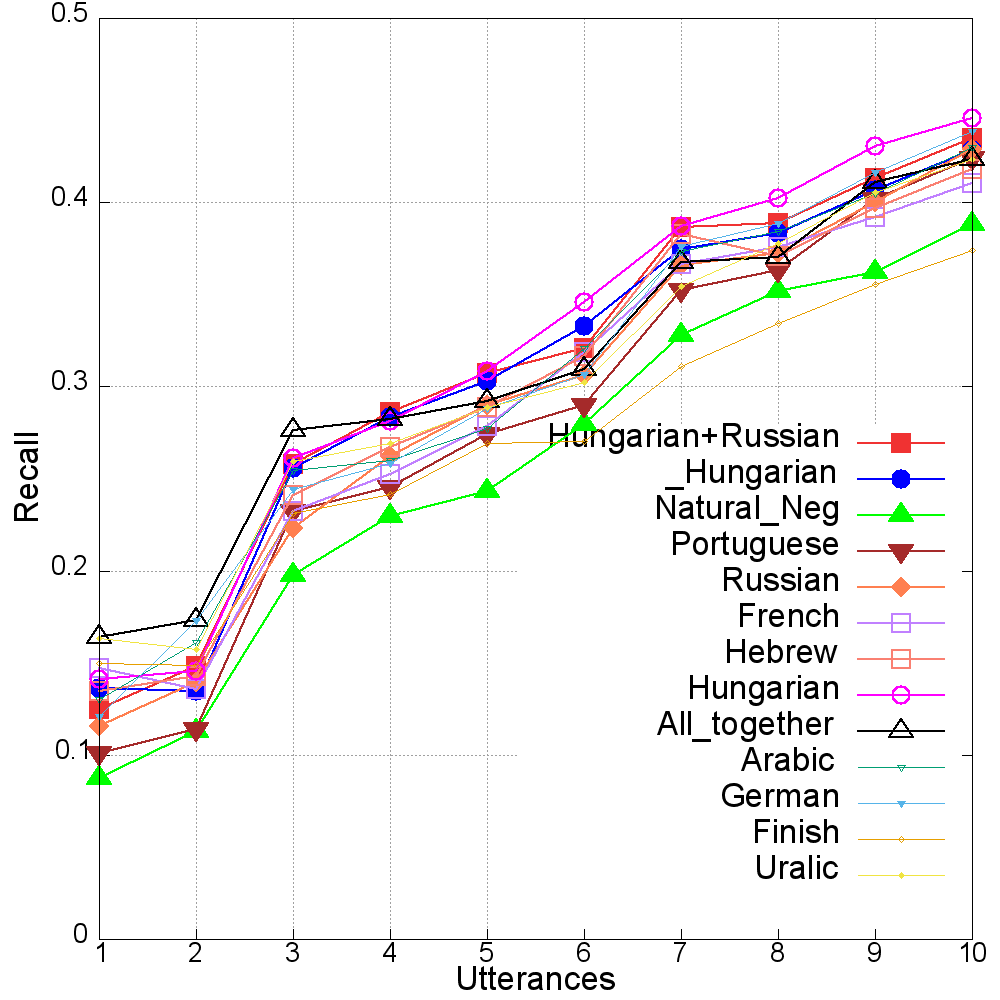 0.5
0.4
0.3
0.2
0.1
0
Recall
1 2 3 4 5 6 7 8 9 10
Utterances
Hungarian+Russian
_Hungarian
Natural_Neg
Portuguese
Russian
French
Hebrew
Hungarian
All_together
Arabic
German
Finish
Uralic